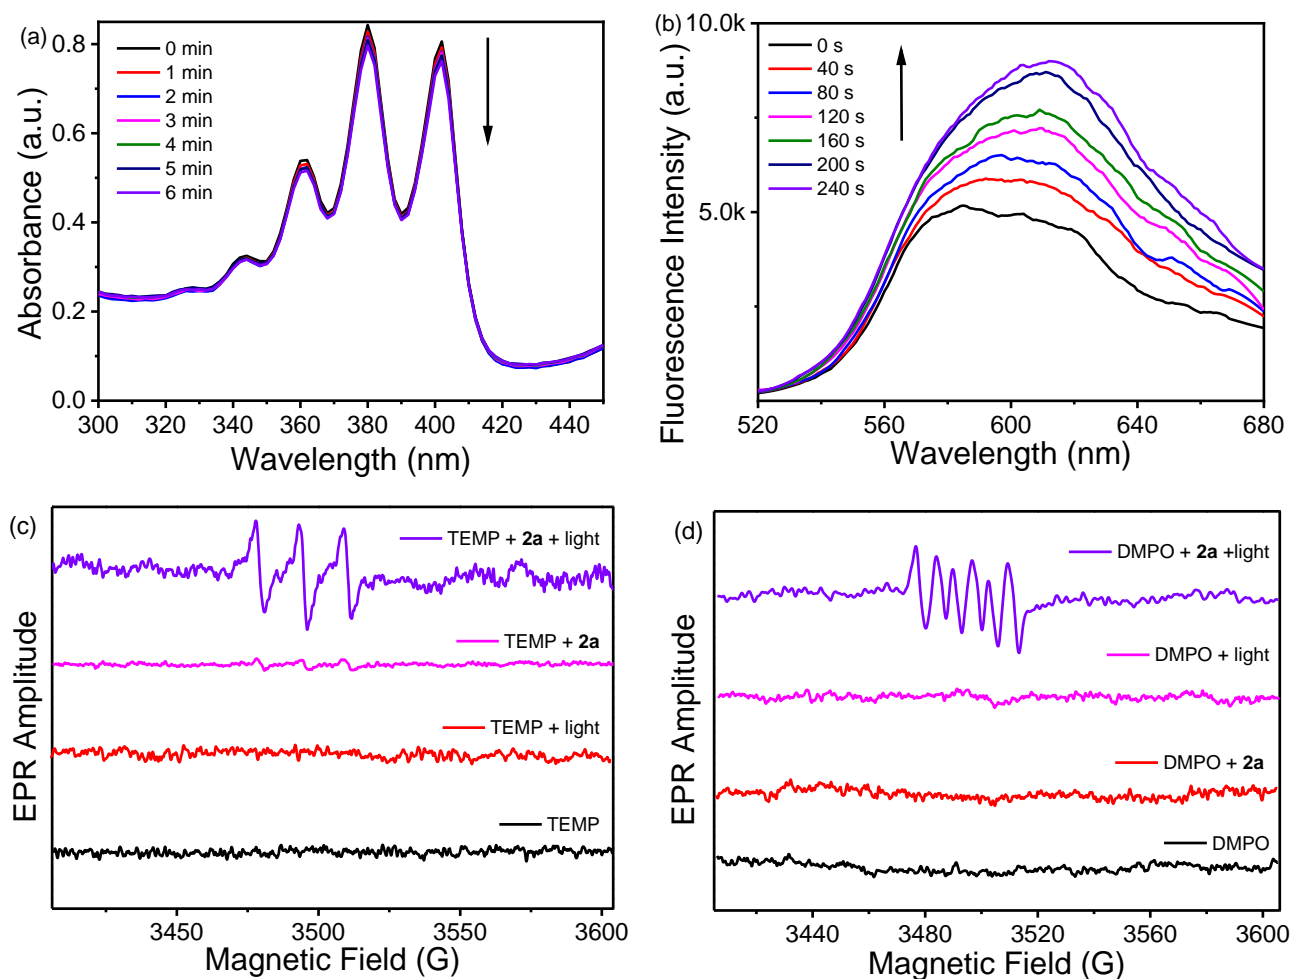 (a)
0 min
1 min
2 min
3 min
4 min
5 min
6 min
0.8
0.6
0.4
0.2
0.0
Absorbance (a.u.)
300 320 340 360 380 400 420 440
Wavelength (nm)
(b)
0 s
40 s
80 s
120 s
160 s
200 s
240 s
10.0k
5.0k
Fluorescence Intensity (a.u.)
520 560 600 640 680
Wavelength (nm)
(c)
TEMP + 2a + light
TEMP + 2a
TEMP + light
TEMP
EPR Amplitude
3450 3500 3550 3600
Magnetic Field (G)
(d)
DMPO + 2a +light
DMPO + light
DMPO + 2a
DMPO
EPR Amplitude
3440 3480 3520 3560 3600
Magnetic Field (G)